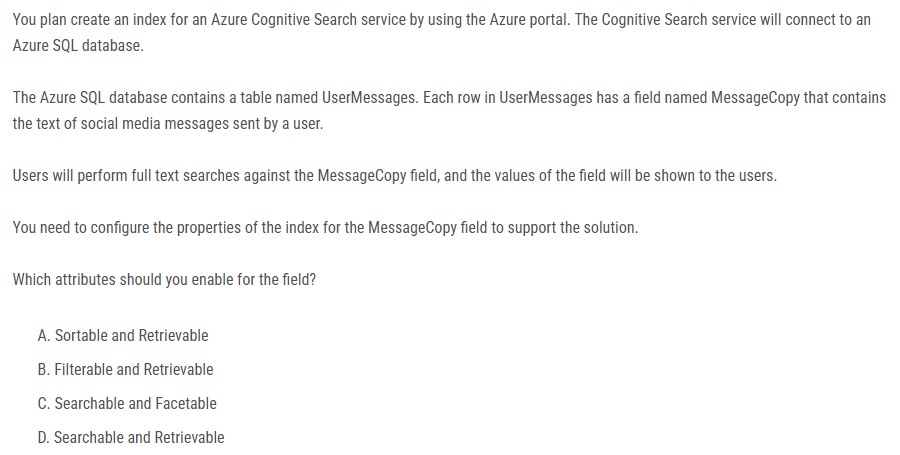 You plan create an index for an Azure Cognitive Search service by using the Azure portal. The Cognitive Search service will connect to an
Azure SQL database.
The Azure SQL database contains a table named UserMessages. Each row in UserMessages has a field named MessageCopy that contains
the text of social media messages sent by a user.
Users will perform full text searches against the MessageCopy field, and the values of the field will be shown to the users.
You need to configure the properties of the index for the MessageCopy field to support the solution.
Which attributes should you enable for the field?
A. Sortable and Retrievable
B. Filterable and Retrievable
C. Searchable and Facetable
D. Searchable and Retrievable